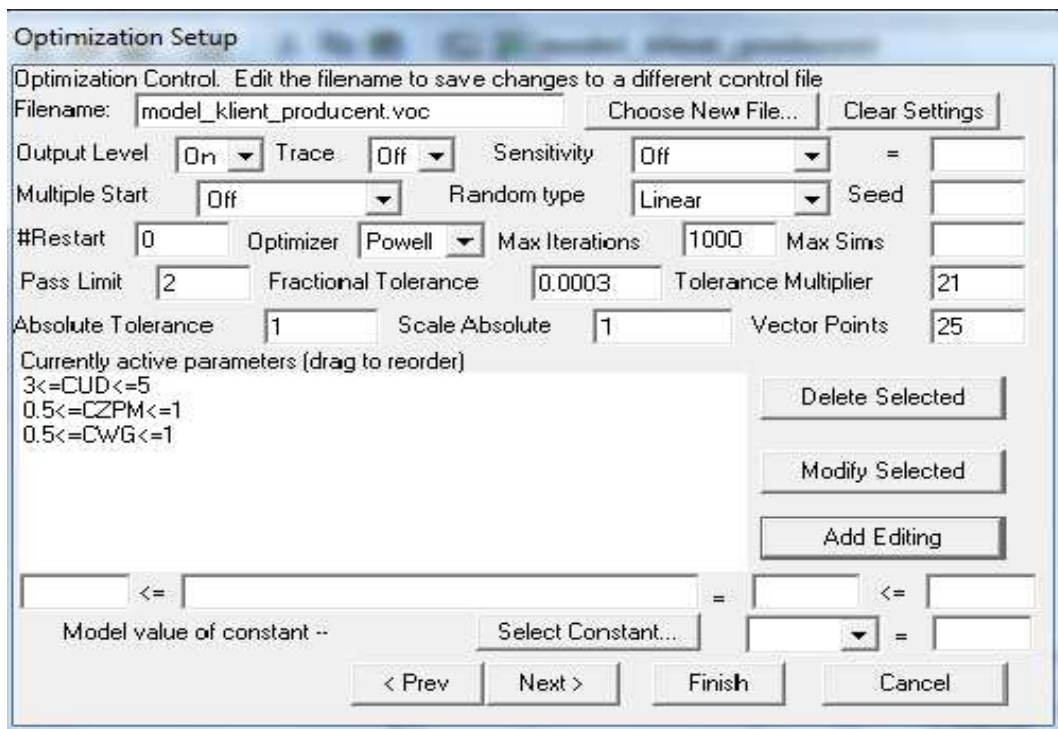 Optimization Setup
Optimization Control. Edit the filename to save changes to a different control file
Filename: model_klient_producent.voc Choose New File... Clear Settings
Output Level On Trace Off Sensitivity Off =
Multiple Start Off Random type Linear Seed
#Restart 0 Optimizer Powell Max Iterations 1000 Max Sims
Pass Limit 2 Fractional Tolerance 0.0003 Tolerance Multiplier 21
Absolute Tolerance 1 Scale Absolute 1 Vector Points 25
Currently active parameters (drag to reorder)
3<=CUD<=5
0.5<=CZPM<=1
0.5<=CWG<=1
Delete Selected
Modify Selected
Add Editing
<= = <=
Model value of constant -- Select Constant... =
< Prev Next > Finish Cancel